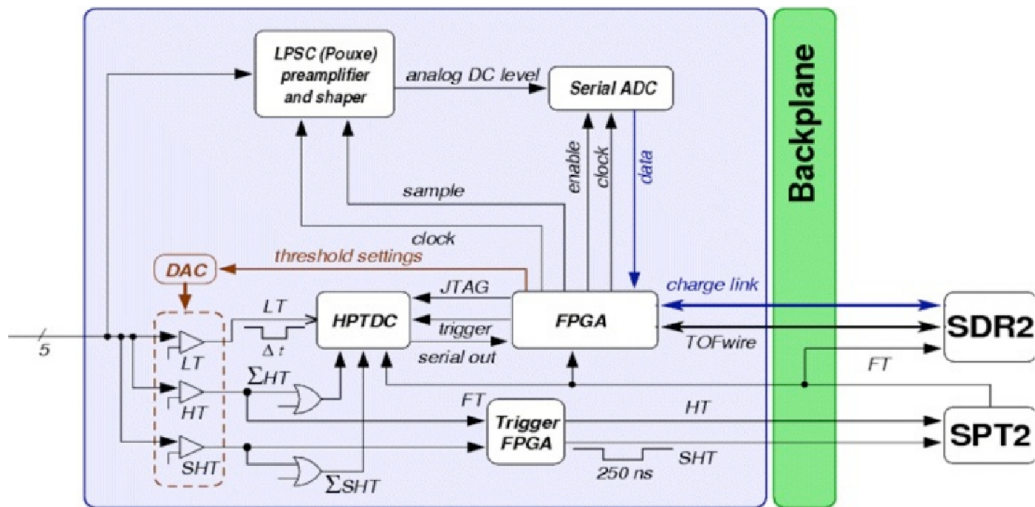 LPSC (Pouxe)
preamplifier
and shaper
analog DC level
Serial ADC
enable
clock
data
sample
clock
Backplane
DAC
threshold settings
LT
Δ t
HPTDC
JTAG
trigger
serial out
FPGA
charge link
TOFwire
SDR2
5
LT
ΣHT
HT
FT
FT
Trigger
FPGA
HT
SPT2
SHT
ΣSHT
250 ns
SHT